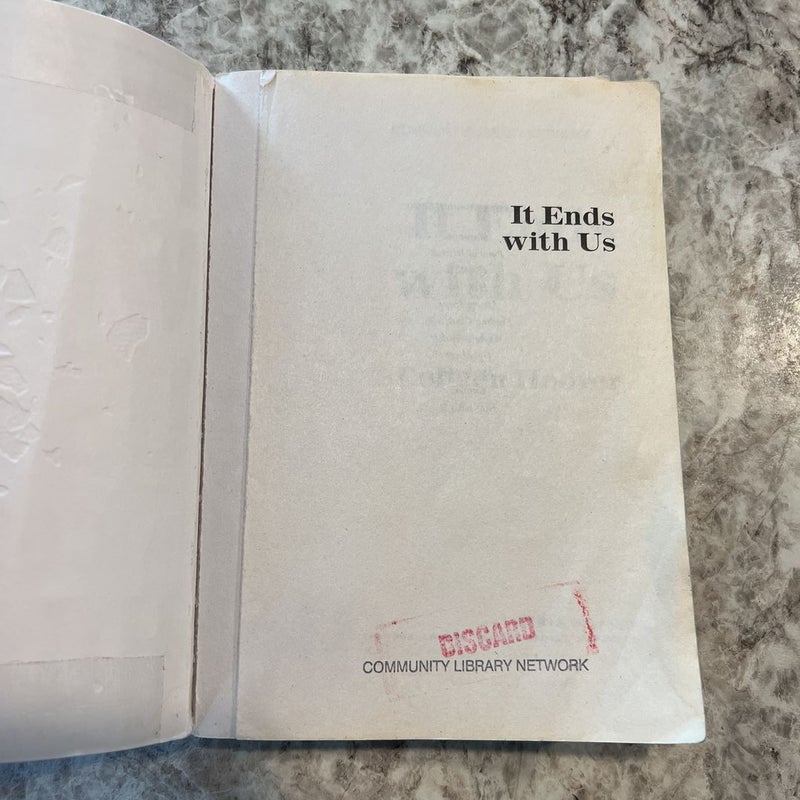 It Ends
with Us
DISCARD
COMMUNITY LIBRARY NETWORK